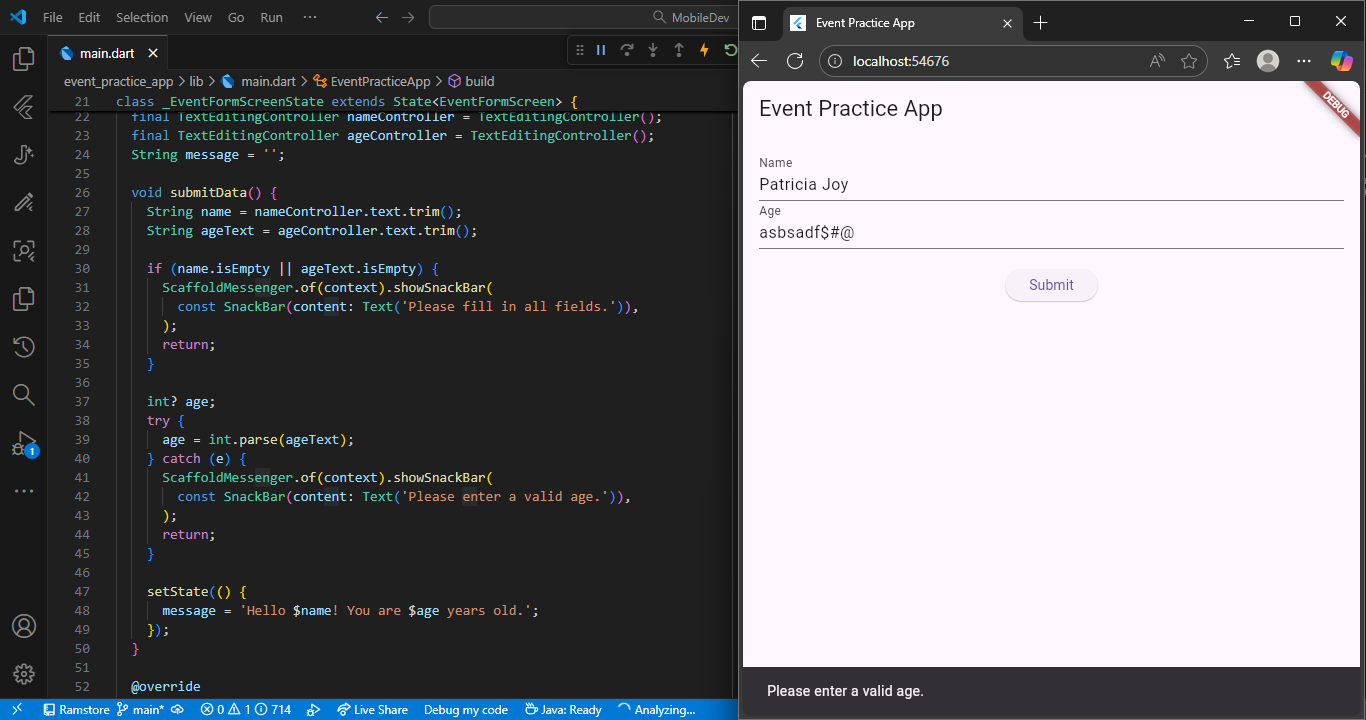 File Edit Selection View Go Run ··· MobileDev
main.dart
event_practice_app > lib > main.dart > EventPracticeApp > build
21 class _EventFormScreenState extends State<EventFormScreen> {
22 final TextEditingController nameController = TextEditingController();
23 final TextEditingController ageController = TextEditingController();
24 String message = '';
25
26 void submitData() {
27 String name = nameController.text.trim();
28 String ageText = ageController.text.trim();
29
30 if (name.isEmpty || ageText.isEmpty) {
31 ScaffoldMessenger.of(context).showSnackBar(
32 const SnackBar(content: Text('Please fill in all fields.')),
33 );
34 return;
35 }
36
37 int? age;
38 try {
39 age = int.parse(ageText);
40 } catch (e) {
41 ScaffoldMessenger.of(context).showSnackBar(
42 const SnackBar(content: Text('Please enter a valid age.')),
43 );
44 return;
45 }
46
47 setState(() {
48 message = 'Hello $name! You are $age years old.';
49 });
50 }
51
52 @override
1
Ramstore main* 0 1 714 Live Share Debug my code Java: Ready Analyzing...
Event Practice App
localhost:54676
Event Practice App
DEBUG
Name
Patricia Joy
Age
asbsadf$#@
Submit
Please enter a valid age.